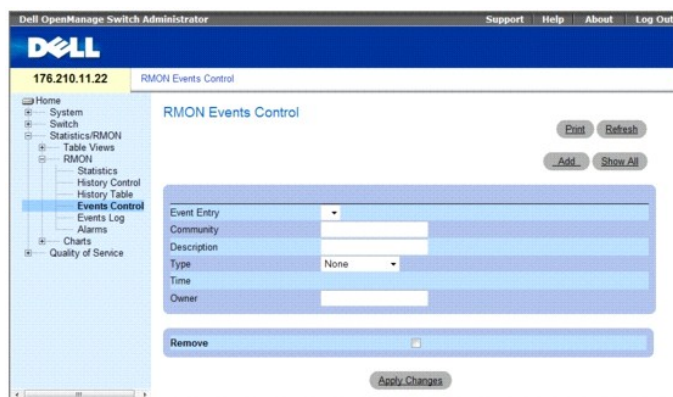 Dell OpenManage Switch Administrator
Support Help About Log Out
DELL
176.210.11.22
RMON Events Control
Home
System
Switch
Statistics/RMON
Table Views
RMON
Statistics
History Control
History Table
Events Control
Events Log
Alarms
Charts
Quality of Service
RMON Events Control
Print Refresh
Add Show All
Event Entry
Community
Description
Type None
Time
Owner
Remove
Apply Changes